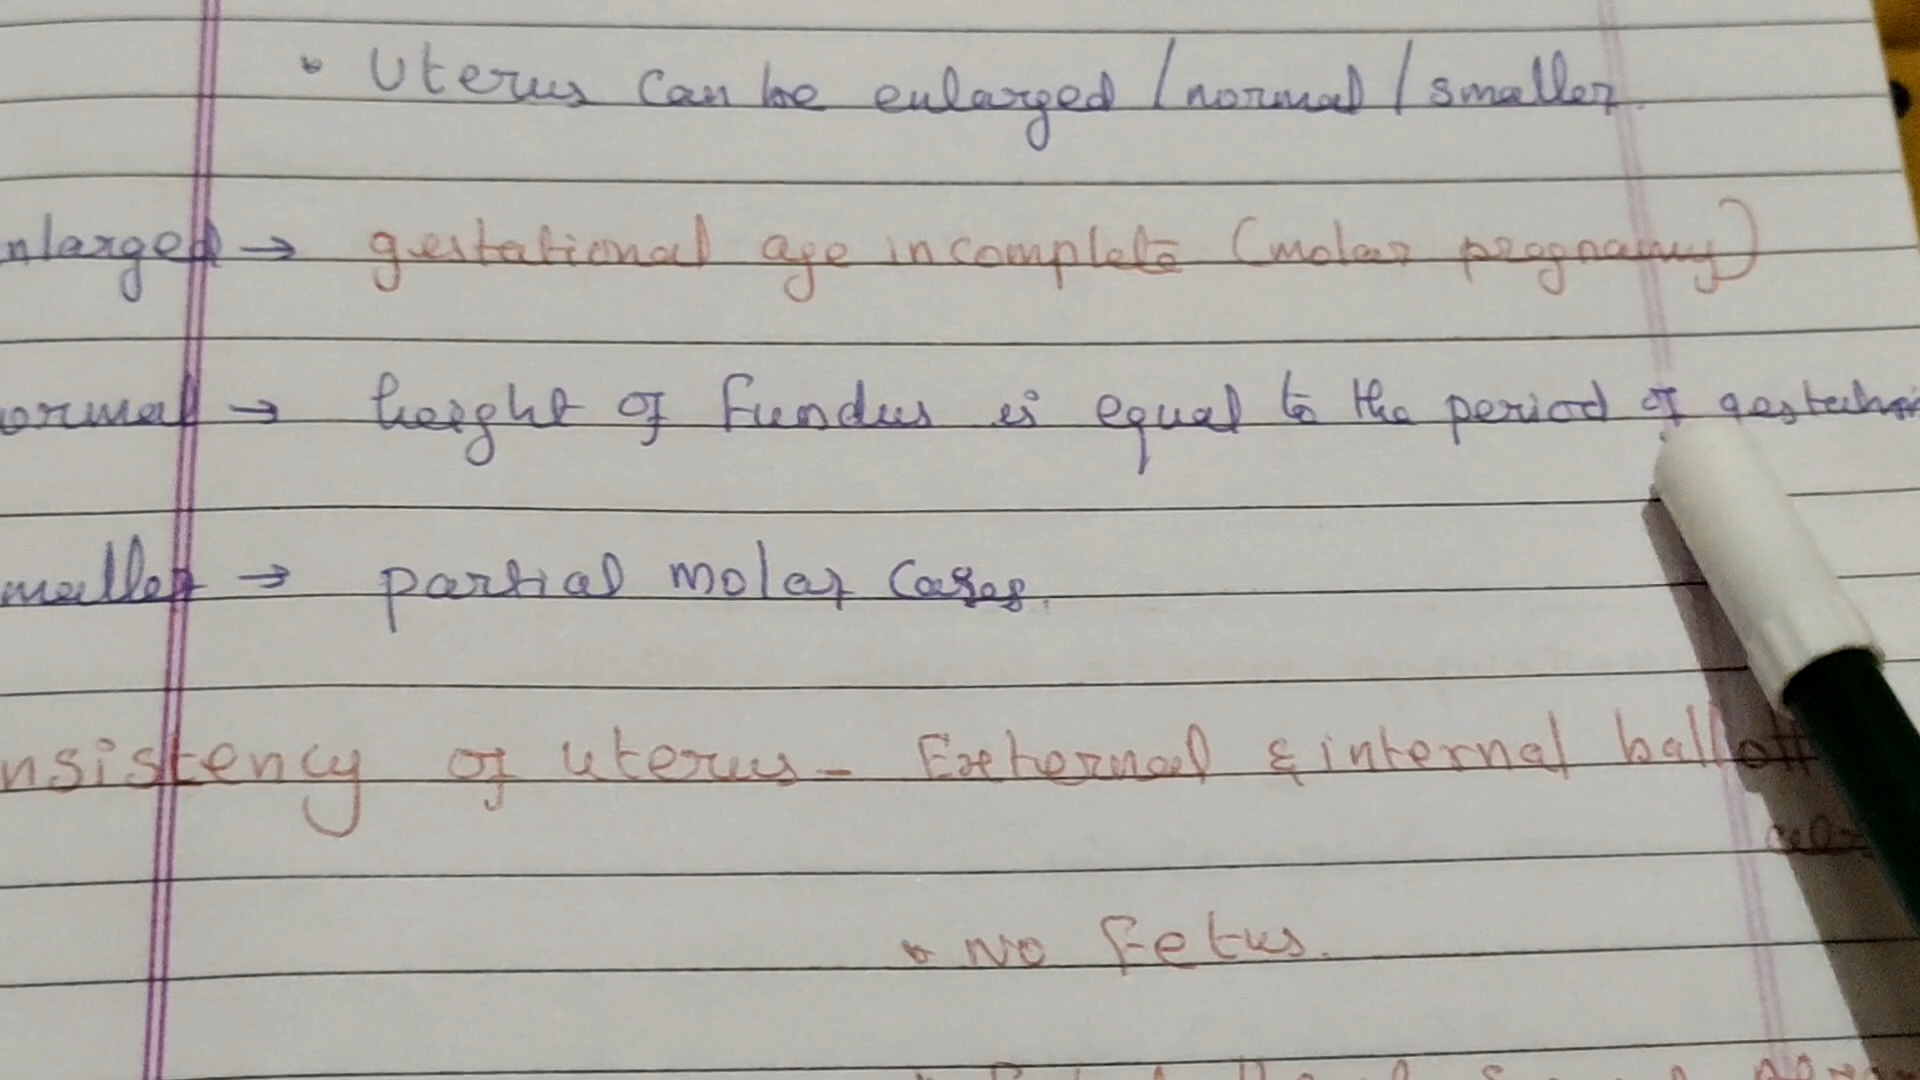 • Uterus can be enlarged / normal / smaller.
nlarged → gestational age incomplete (molar pregnancy)
ormal → height of fundus is equal to the period of gestation
maller → partial molar cases.
nsistency of uterus - External & internal ballott
• No Fetus.